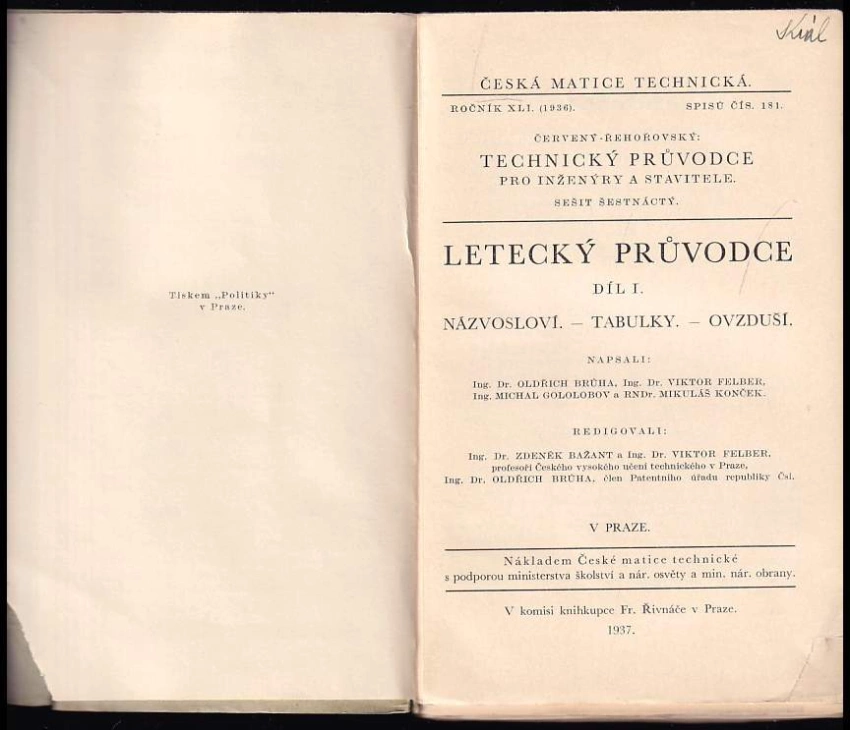 Tiskem „Politiky“
v Praze.
Král
ČESKÁ MATICE TECHNICKÁ.
ROČNÍK XLI. (1936). SPISŮ ČÍS. 181.
ČERVENÝ-ŘEHOŘOVSKÝ:
TECHNICKÝ PRŮVODCE
PRO INŽENÝRY A STAVITELE.
SEŠIT ŠESTNÁCTÝ.
LETECKÝ PRŮVODCE
DÍL I.
NÁZVOSLOVÍ. – TABULKY. – OVZDUŠÍ.
NAPSALI:
Ing. Dr. OLDŘICH BRŮHA, Ing. Dr. VIKTOR FELBER,
Ing. MICHAL GOLOLOBOV a RNDr. MIKULÁŠ KONČEK.
REDIGOVALI:
Ing. Dr. ZDENĚK BAŽANT a Ing. Dr. VIKTOR FELBER,
profesoři Českého vysokého učení technického v Praze,
Ing. Dr. OLDŘICH BRŮHA, člen Patentního úřadu republiky Čsl.
V PRAZE.
Nákladem České matice technické
s podporou ministerstva školství a nár. osvěty a min. nár. obrany.
V komisi knihkupce Fr. Řivnáče v Praze.
1937.